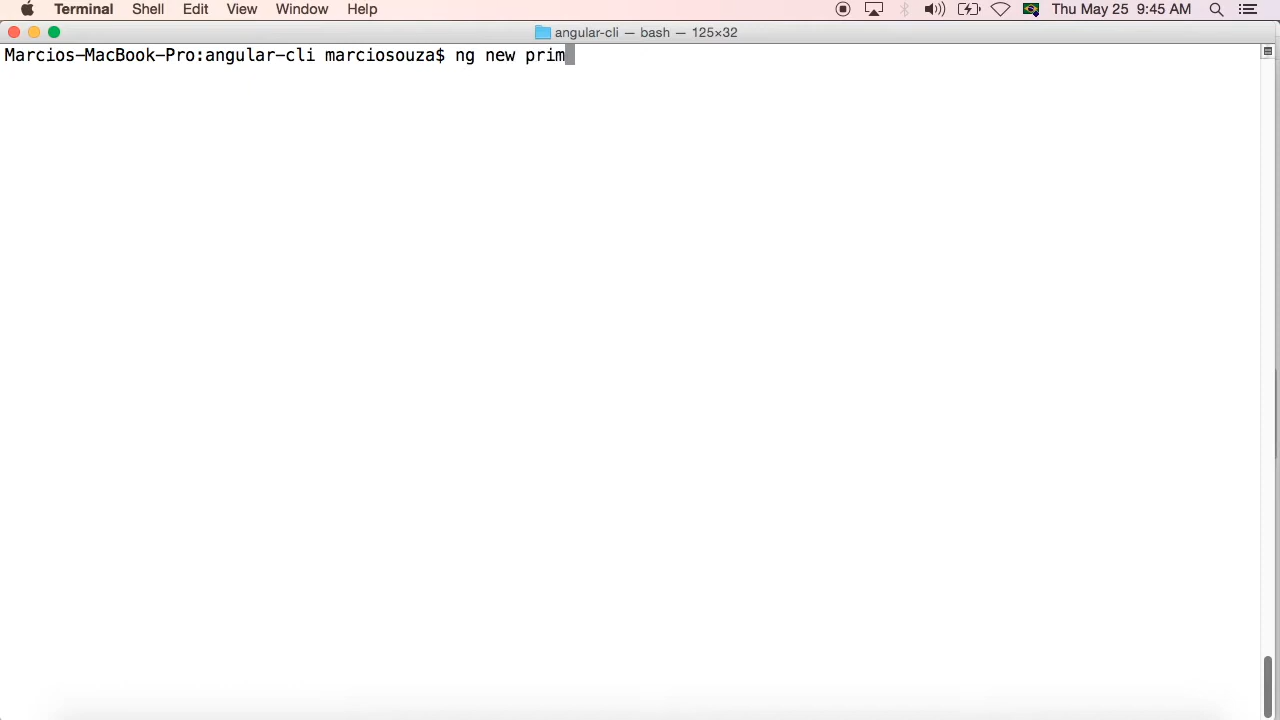 Terminal Shell Edit View Window Help Thu May 25 9:45 AM
angular-cli — bash — 125×32
Marcios-MacBook-Pro:angular-cli marciosouza$ ng new prim